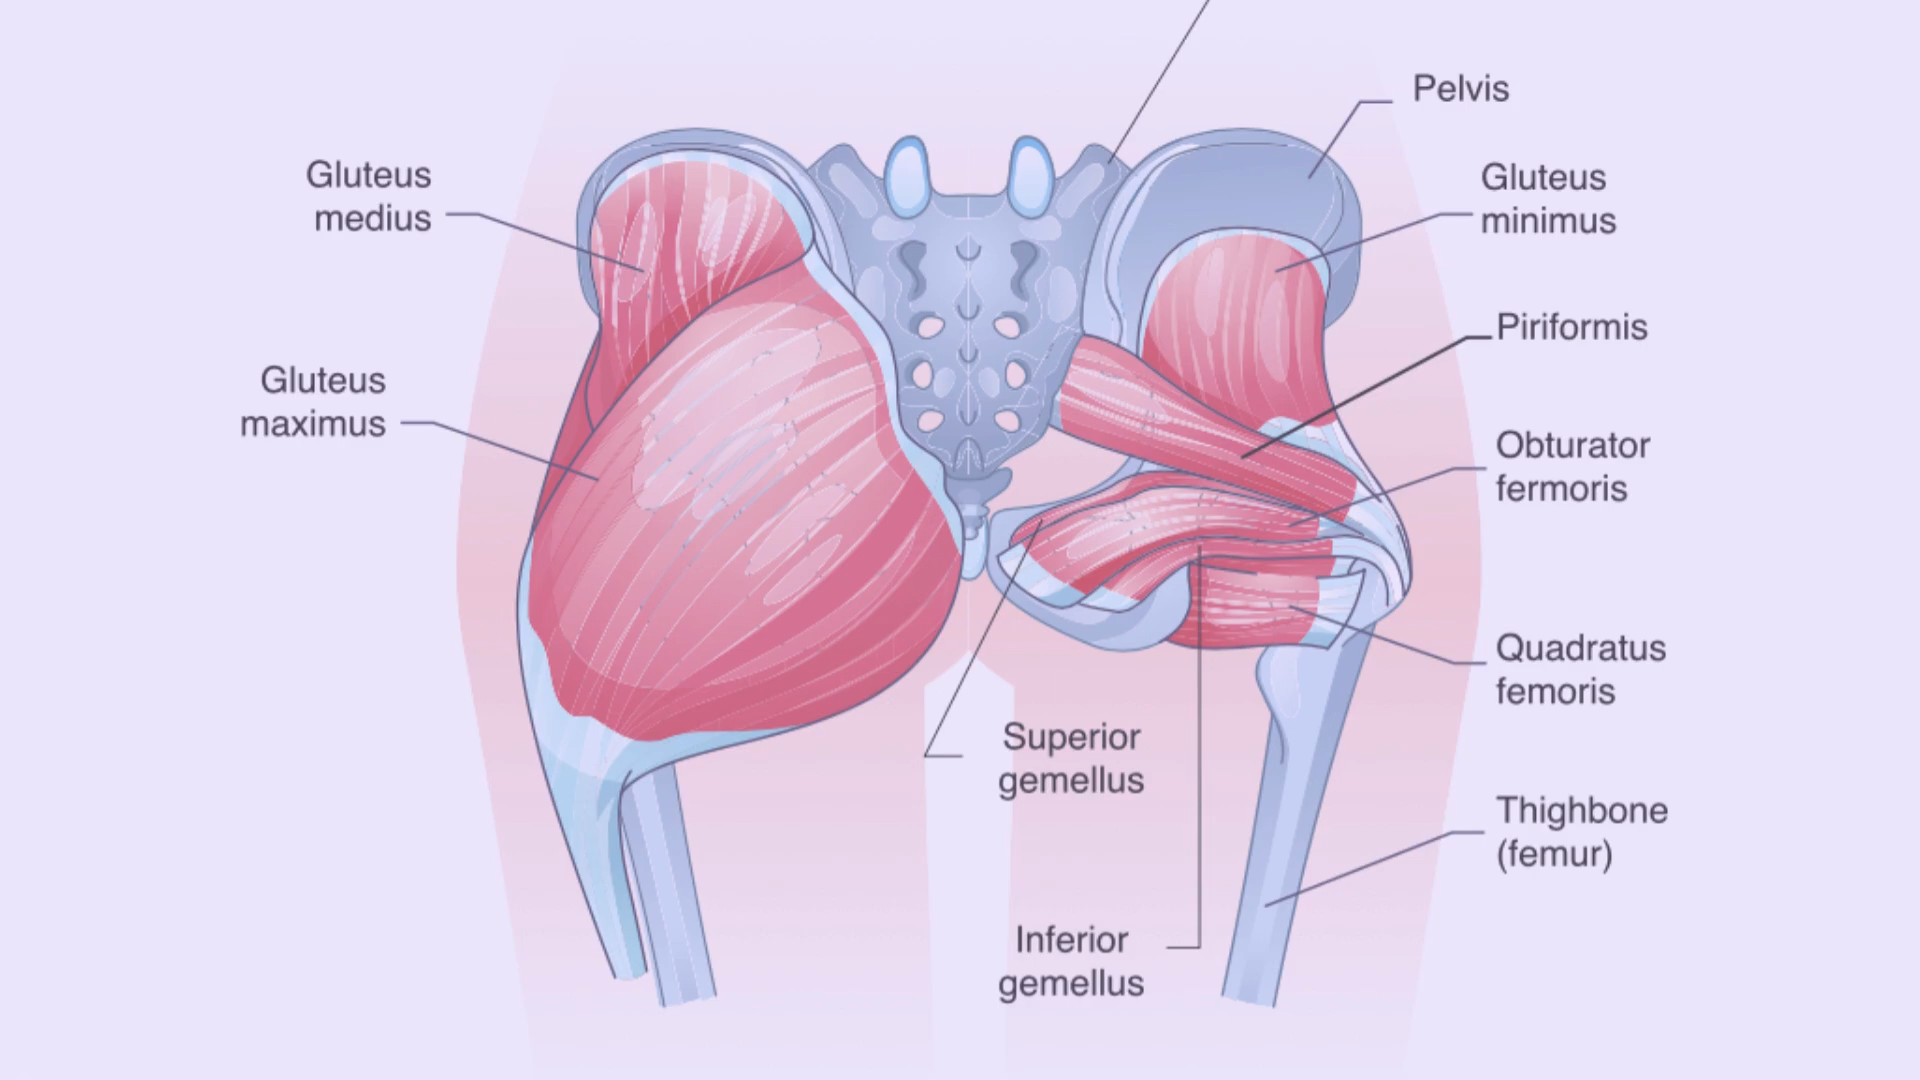 Pelvis
Gluteus
medius
Gluteus
minimus
Piriformis
Gluteus
maximus
Obturator
fermoris
Quadratus
femoris
Superior
gemellus
Thighbone
(femur)
Inferior
gemellus